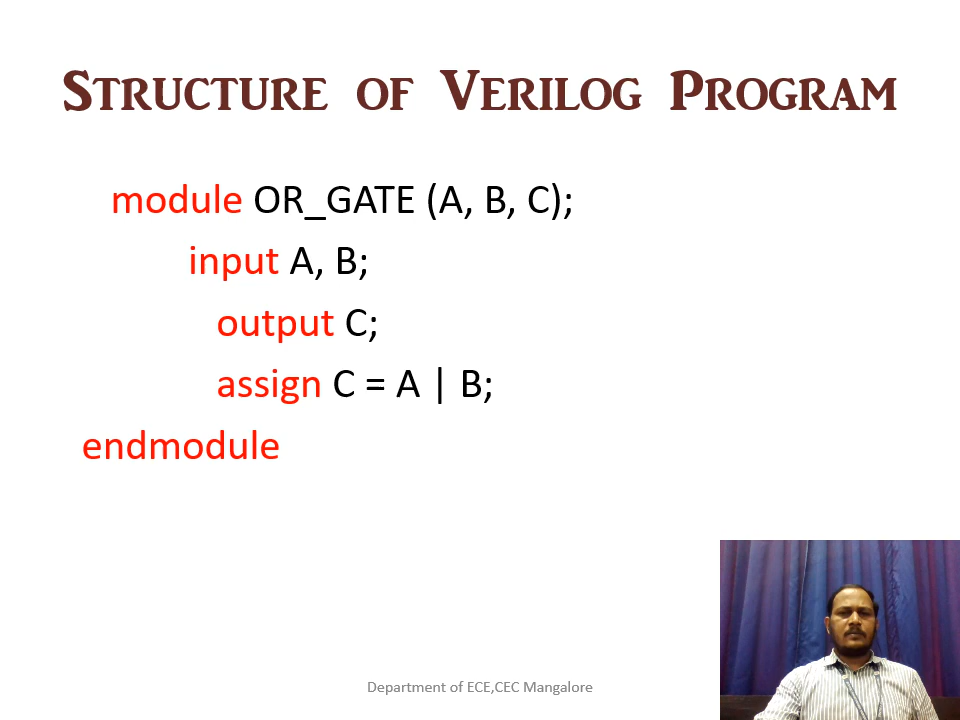 Structure of Verilog Program
module OR_GATE (A, B, C);
input A, B;
output C;
assign C = A | B;
endmodule
Department of ECE,CEC Mangalore